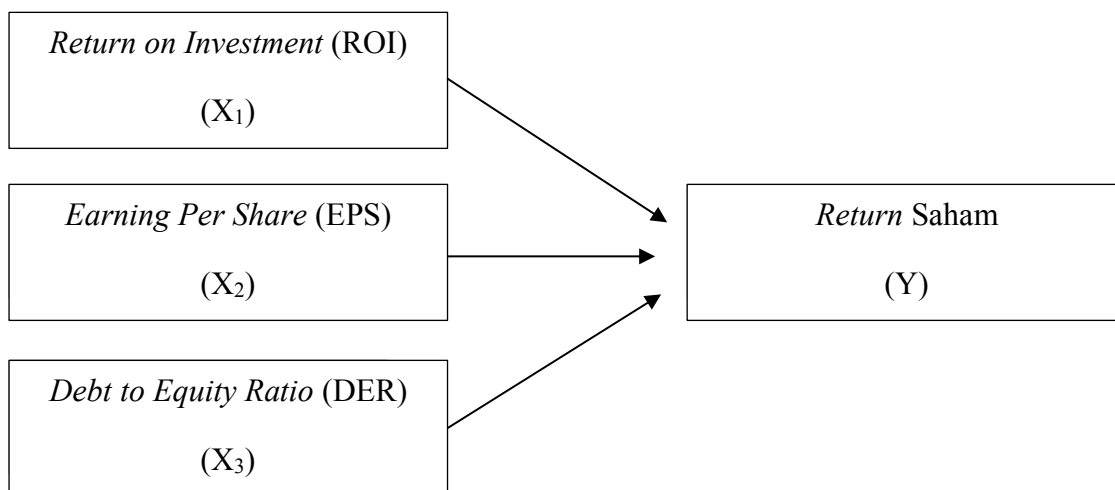 Return on Investment (ROI)
(X₁)
Earning Per Share (EPS)
(X₂)
Debt to Equity Ratio (DER)
(X₃)
Return Saham
(Y)